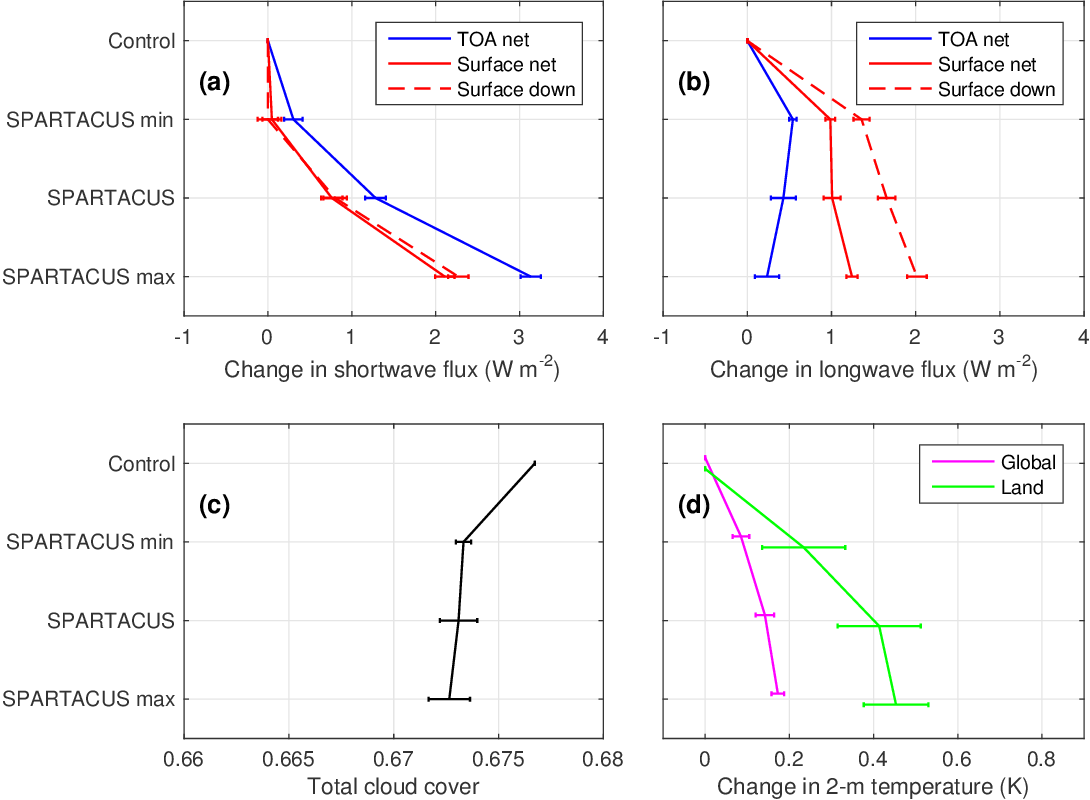 Control
SPARTACUS min
SPARTACUS
SPARTACUS max
(a)
TOA net
Surface net
Surface down
-1 0 1 2 3 4
Change in shortwave flux (W m-2)
(b)
TOA net
Surface net
Surface down
-1 0 1 2 3 4
Change in longwave flux (W m-2)
Control
SPARTACUS min
SPARTACUS
SPARTACUS max
(c)
0.66 0.665 0.67 0.675 0.68
Total cloud cover
(d)
Global
Land
0 0.2 0.4 0.6 0.8
Change in 2-m temperature (K)